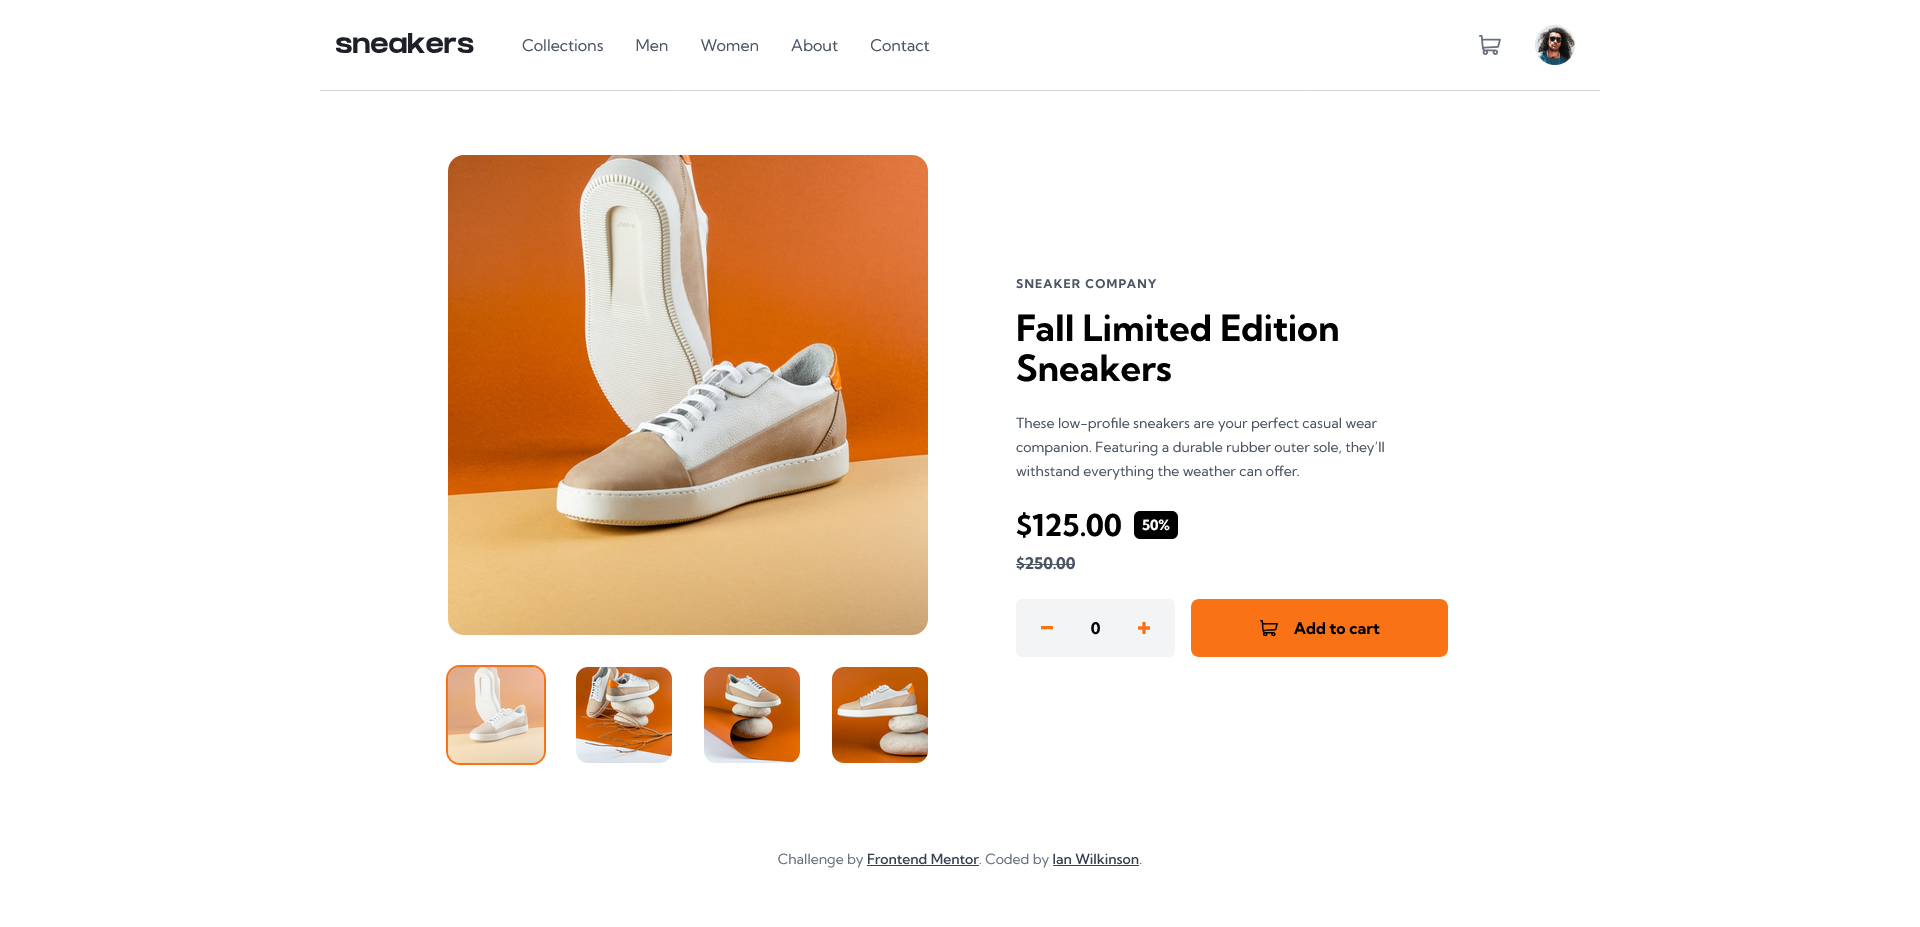 sneakers
Collections Men Women About Contact
SNEAKER COMPANY
Fall Limited Edition
Sneakers
These low-profile sneakers are your perfect casual wear
companion. Featuring a durable rubber outer sole, they’ll
withstand everything the weather can offer.
$125.00 50%
$250.00
0
Add to cart
Challenge by Frontend Mentor. Coded by Ian Wilkinson.